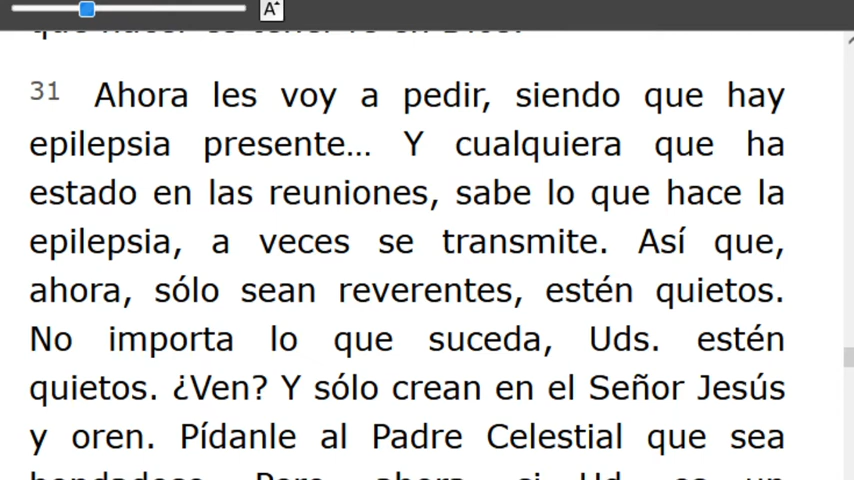 A
31 Ahora les voy a pedir, siendo que hay
epilepsia presente... Y cualquiera que ha
estado en las reuniones, sabe lo que hace la
epilepsia, a veces se transmite. Así que,
ahora, sólo sean reverentes, estén quietos.
No importa lo que suceda, Uds. estén
quietos. ¿Ven? Y sólo crean en el Señor Jesús
y oren. Pídanle al Padre Celestial que sea